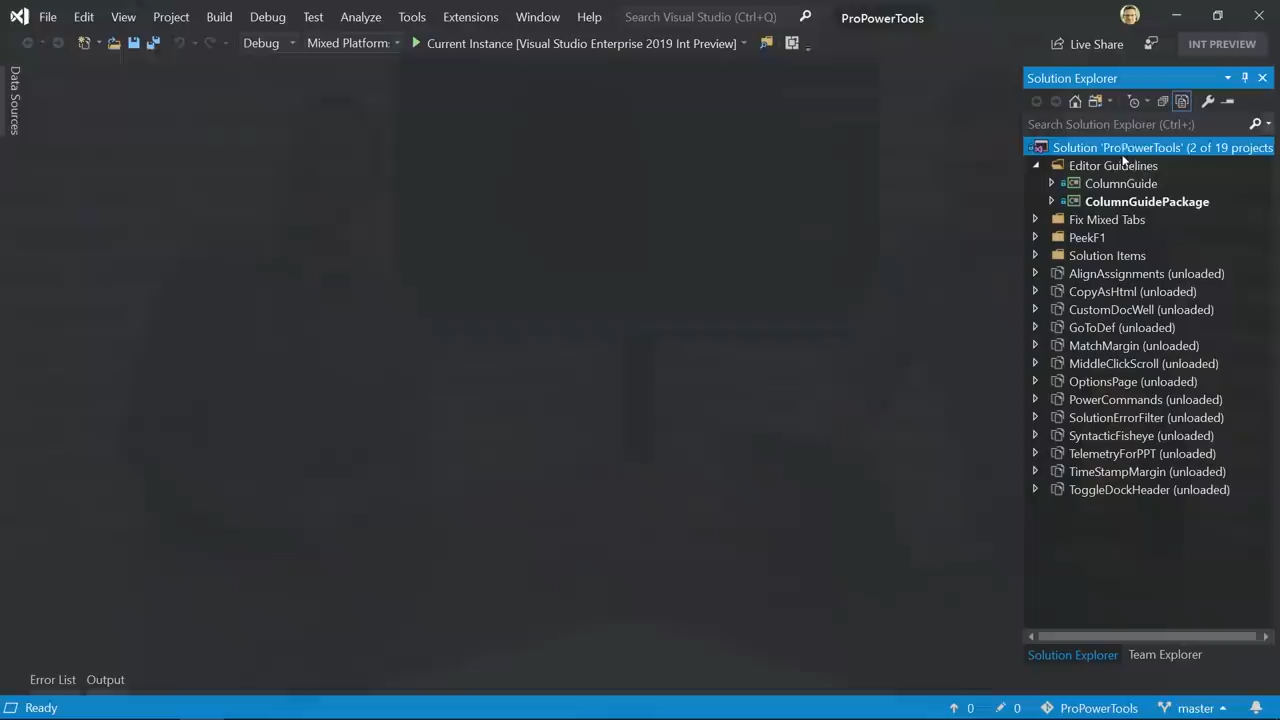 File Edit View Project Build Debug Test Analyze Tools Extensions Window Help Search Visual Studio (Ctrl+Q) ProPowerTools
Debug Mixed Platform: Current Instance [Visual Studio Enterprise 2019 Int Preview] Live Share INT PREVIEW
Data Sources
Solution Explorer
Search Solution Explorer (Ctrl+;)
Solution 'ProPowerTools' (2 of 19 projects
Editor Guidelines
ColumnGuide
ColumnGuidePackage
Fix Mixed Tabs
PeekF1
Solution Items
AlignAssignments (unloaded)
CopyAsHtml (unloaded)
CustomDocWell (unloaded)
GoToDef (unloaded)
MatchMargin (unloaded)
MiddleClickScroll (unloaded)
OptionsPage (unloaded)
PowerCommands (unloaded)
SolutionErrorFilter (unloaded)
SyntacticFisheye (unloaded)
TelemetryForPPT (unloaded)
TimeStampMargin (unloaded)
ToggleDockHeader (unloaded)
Solution Explorer Team Explorer
Error List Output
Ready 0 0 ProPowerTools master